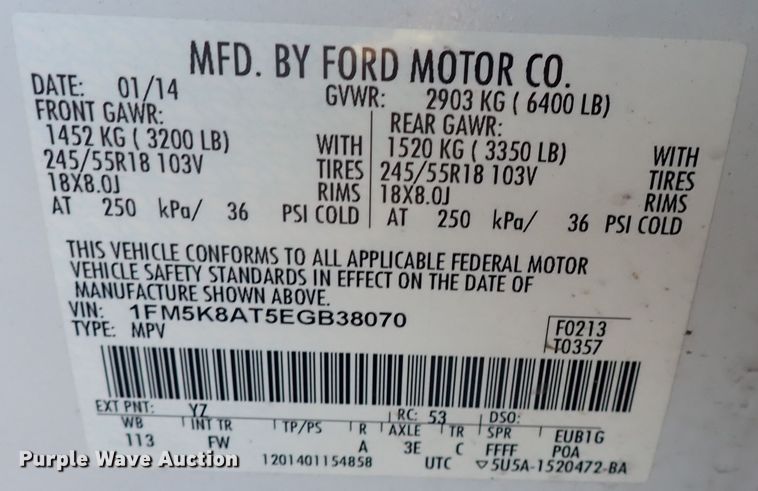 MFD. BY FORD MOTOR CO.
DATE: 01/14 GVWR: 2903 KG ( 6400 LB)
FRONT GAWR: REAR GAWR:
1452 KG ( 3200 LB) WITH 1520 KG ( 3350 LB) WITH
245/55R18 103V TIRES 245/55R18 103V TIRES
18X8.0J RIMS 18X8.0J RIMS
AT 250 kPa/ 36 PSI COLD AT 250 kPa/ 36 PSI COLD
THIS VEHICLE CONFORMS TO ALL APPLICABLE FEDERAL MOTOR
VEHICLE SAFETY STANDARDS IN EFFECT ON THE DATE OF
MANUFACTURE SHOWN ABOVE.
VIN: 1FM5K8AT5EGB38070 F0213
TYPE: MPV T0357
EXT PNT: YZ RC: 53 DSO:
WB INT TR TP/PS R AXLE TR SPR EUB1G
113 FW A 3E C FFFF POA
1201401154858 UTC ▽5U5A-1520472-BA
Purple Wave Auction